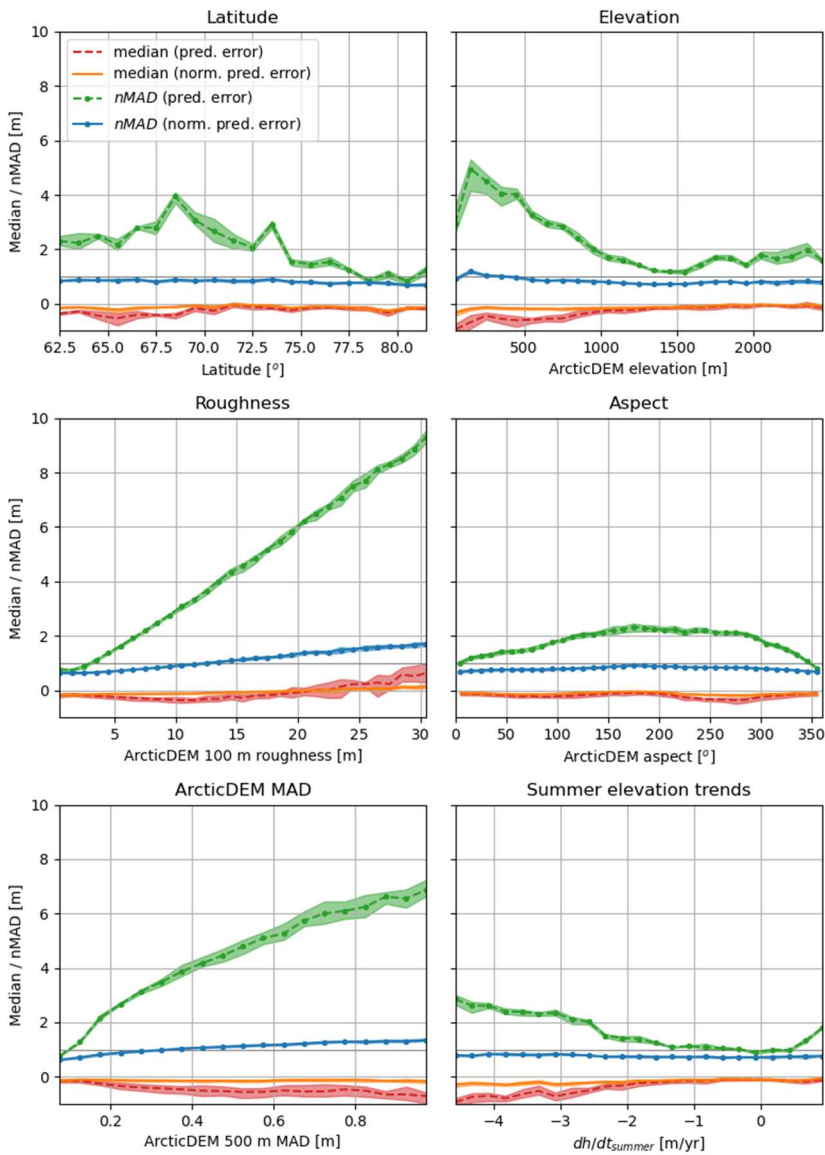 Latitude
Elevation
10
8
6
4
2
0
Median / nMAD [m]
median (pred. error)
median (norm. pred. error)
nMAD (pred. error)
nMAD (norm. pred. error)
62.5 65.0 67.5 70.0 72.5 75.0 77.5 80.0
Latitude [°]
500 1000 1500 2000
ArcticDEM elevation [m]
Roughness
Aspect
10
8
6
4
2
0
Median / nMAD [m]
5 10 15 20 25 30
ArcticDEM 100 m roughness [m]
0 50 100 150 200 250 300 350
ArcticDEM aspect [°]
ArcticDEM MAD
Summer elevation trends
10
8
6
4
2
0
Median / nMAD [m]
0.2 0.4 0.6 0.8
ArcticDEM 500 m MAD [m]
−4 −3 −2 −1 0
dh/dt summer [m/yr]